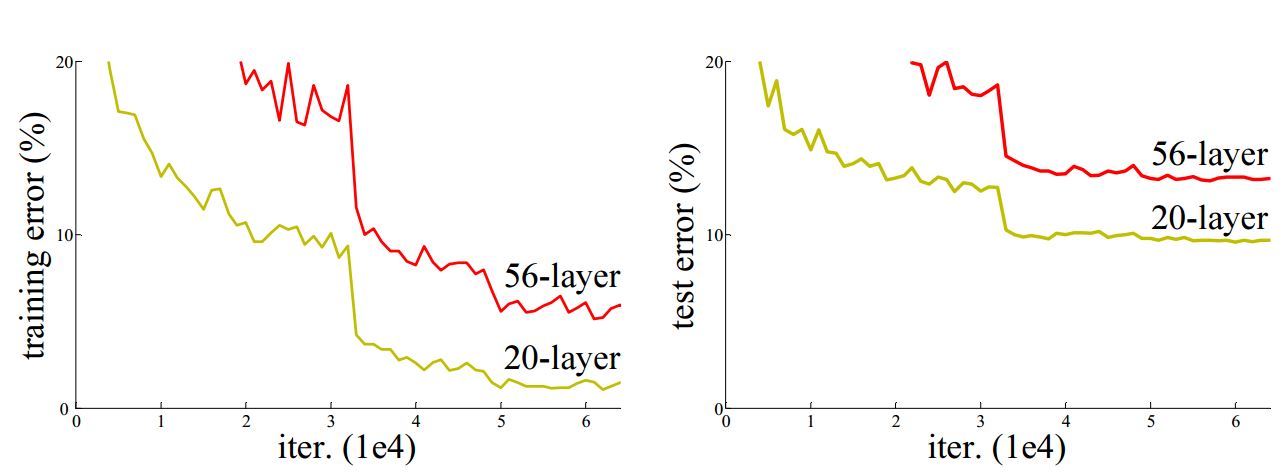 training error (%)
20
10
0
56-layer
20-layer
0 1 2 3 4 5 6
iter. (1e4)
test error (%)
20
10
0
56-layer
20-layer
0 1 2 3 4 5 6
iter. (1e4)